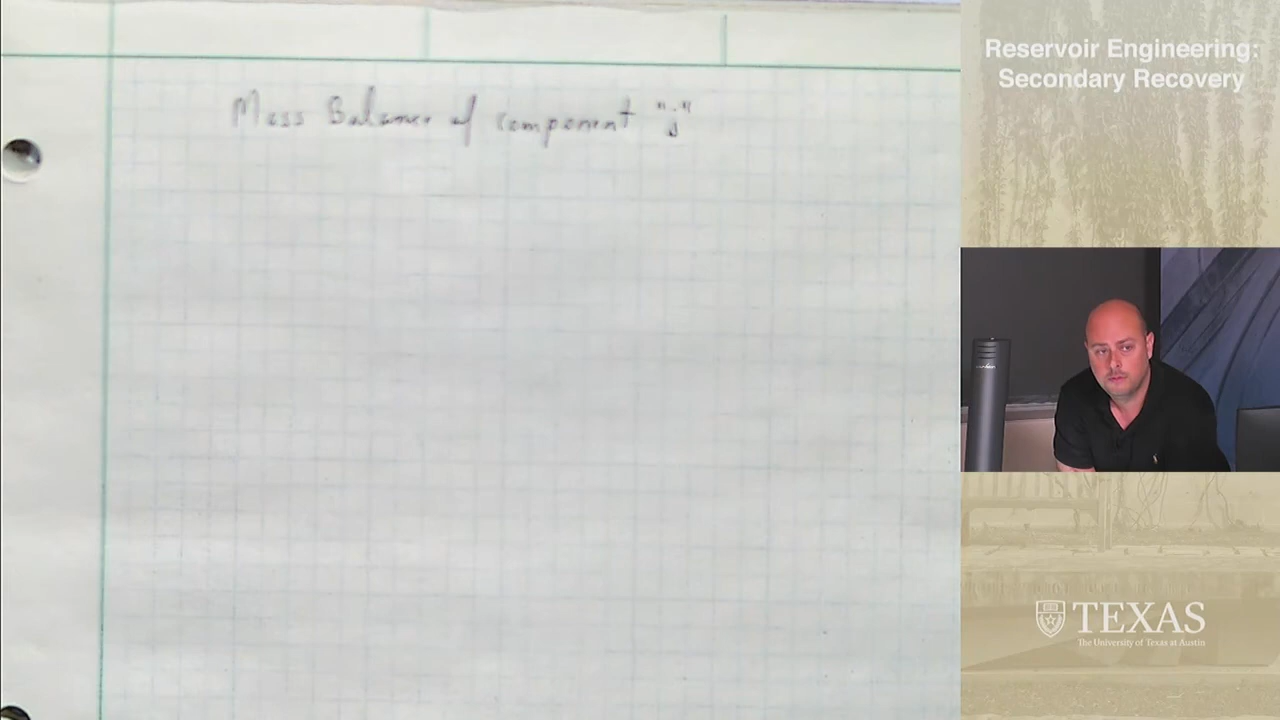 Mass Balance of component "j"
Reservoir Engineering:
Secondary Recovery
TEXAS
The University of Texas at Austin